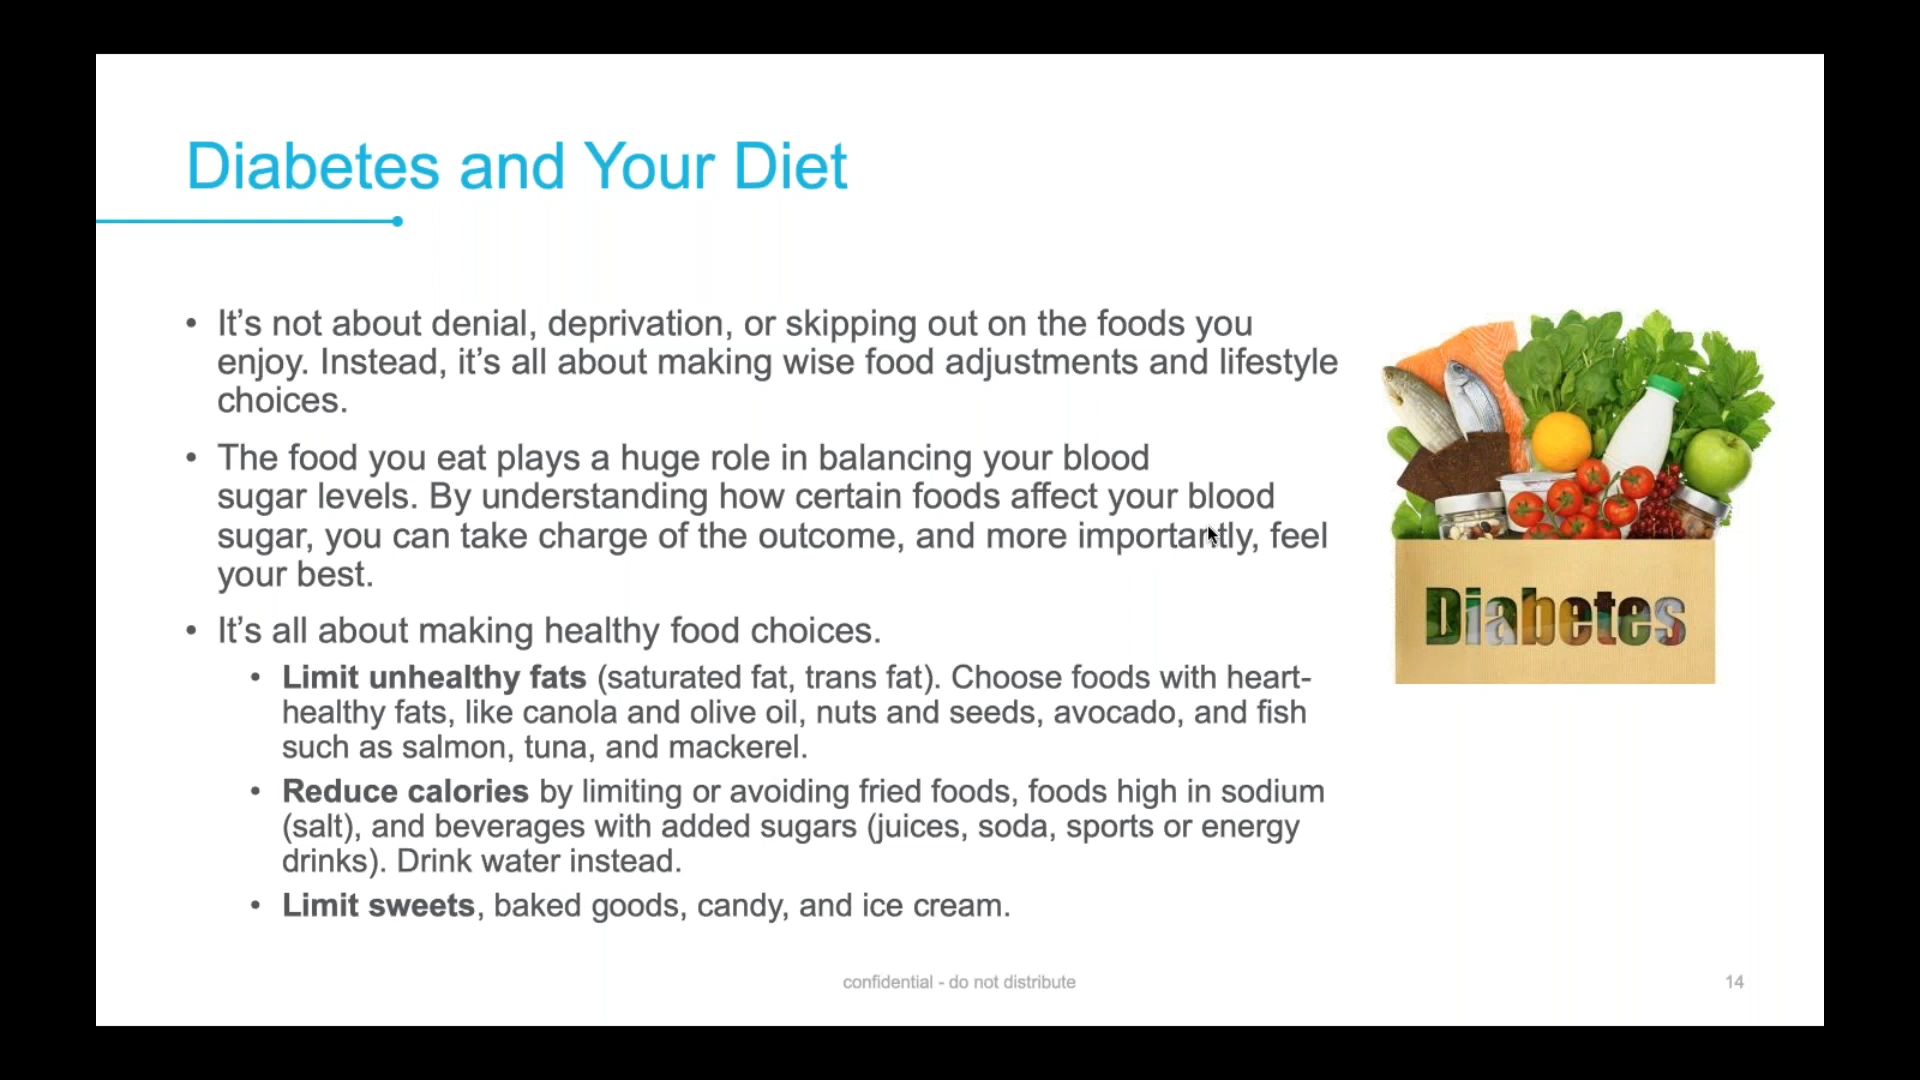 Diabetes and Your Diet
• It’s not about denial, deprivation, or skipping out on the foods you
enjoy. Instead, it’s all about making wise food adjustments and lifestyle
choices.
• The food you eat plays a huge role in balancing your blood
sugar levels. By understanding how certain foods affect your blood
sugar, you can take charge of the outcome, and more importantly, feel
your best.
• It’s all about making healthy food choices.
• Limit unhealthy fats (saturated fat, trans fat). Choose foods with heart-
healthy fats, like canola and olive oil, nuts and seeds, avocado, and fish
such as salmon, tuna, and mackerel.
• Reduce calories by limiting or avoiding fried foods, foods high in sodium
(salt), and beverages with added sugars (juices, soda, sports or energy
drinks). Drink water instead.
• Limit sweets, baked goods, candy, and ice cream.
Diabetes
confidential - do not distribute
14